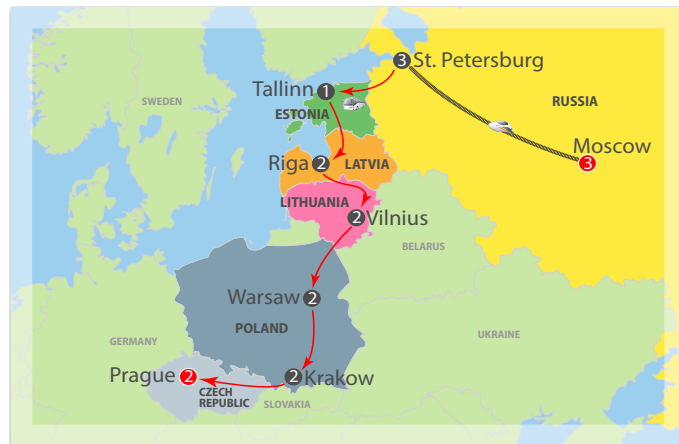 3 St. Petersburg
Tallinn 1
SWEDEN
RUSSIA
ESTONIA
Moscow
3
Riga 2
LATVIA
LITHUANIA
2 Vilnius
BELARUS
Warsaw 2
POLAND
UKRAINE
GERMANY
Prague 2
2 Krakow
CZECH
REPUBLIC
SLOVAKIA